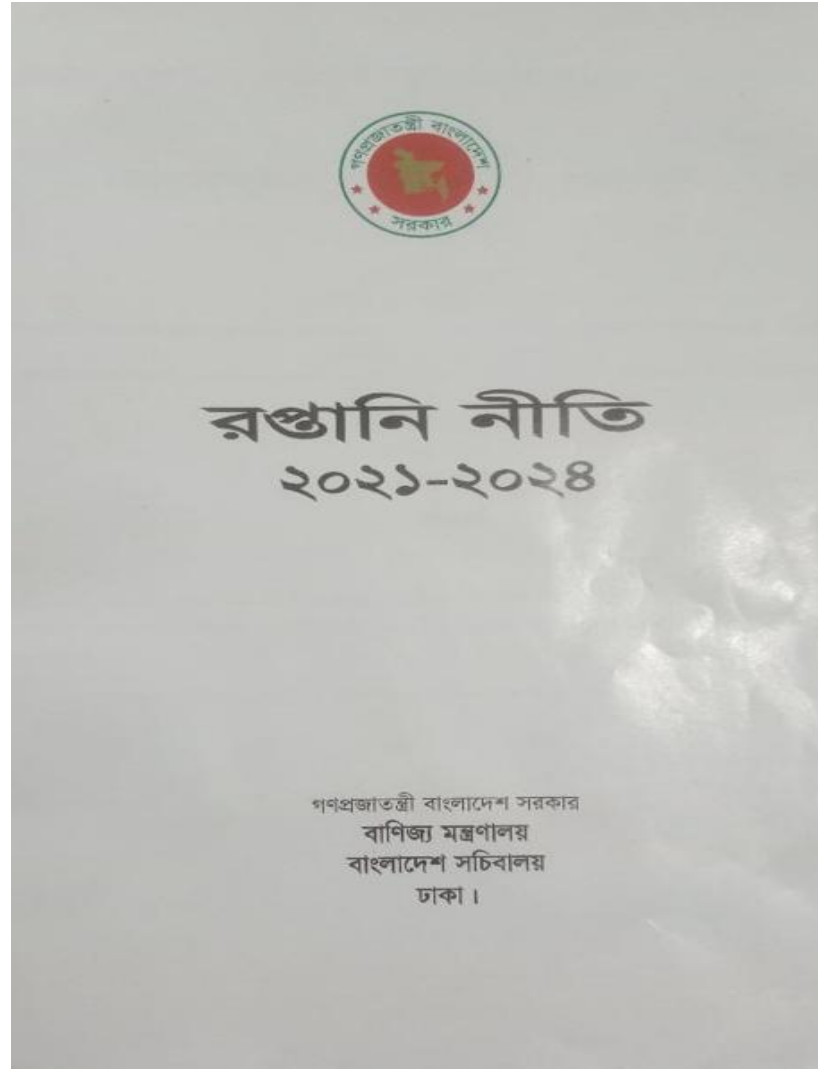 গণপ্রজাতন্ত্রী বাংলাদেশ
সরকার
রপ্তানি নীতি
২০২১-২০২৪
গণপ্রজাতন্ত্রী বাংলাদেশ সরকার
বাণিজ্য মন্ত্রণালয়
বাংলাদেশ সচিবালয়
ঢাকা।